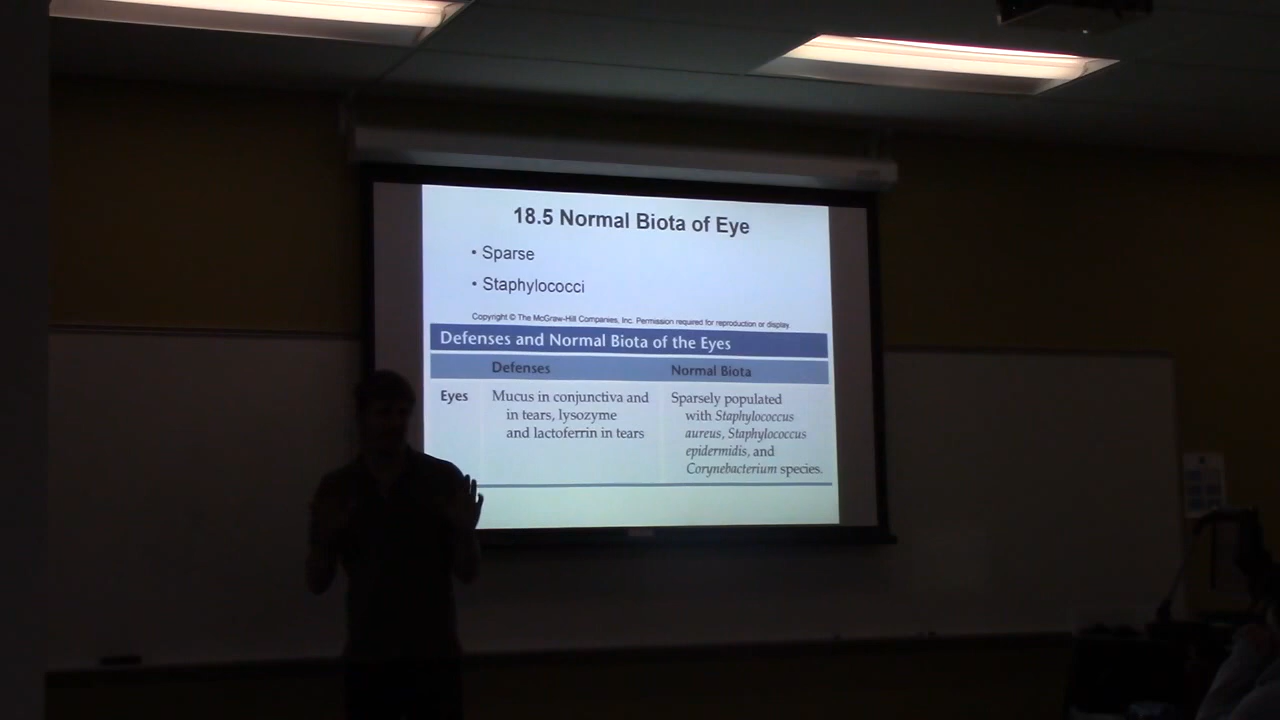 18.5 Normal Biota of Eye
• Sparse
• Staphylococci
Copyright © The McGraw-Hill Companies, Inc. Permission required for reproduction or display.
Defenses and Normal Biota of the Eyes
Defenses Normal Biota
Eyes
Mucus in conjunctiva and
in tears, lysozyme
and lactoferrin in tears
Sparsely populated
with Staphylococcus
aureus, Staphylococcus
epidermidis, and
Corynebacterium species.